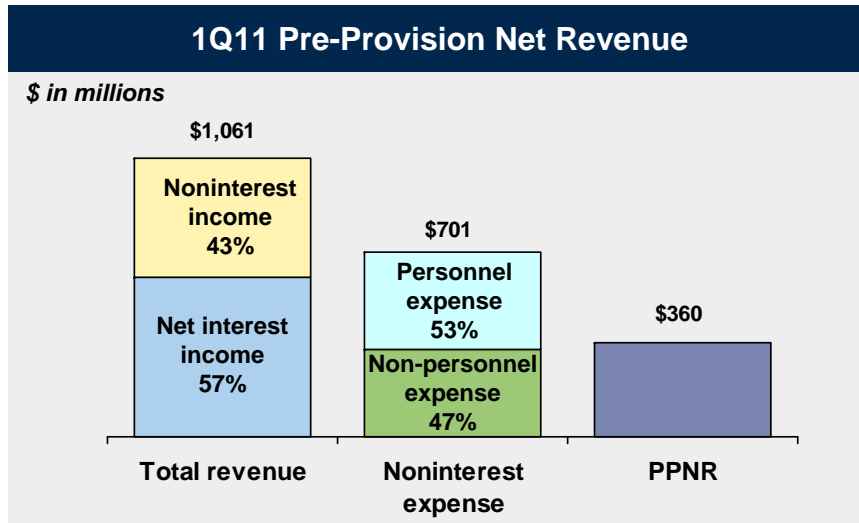 1Q11 Pre-Provision Net Revenue
$ in millions
$1,061
Noninterest
income
43%
Net interest
income
57%
$701
Personnel
expense
53%
Non-personnel
expense
47%
$360
Total revenue
Noninterest
expense
PPNR